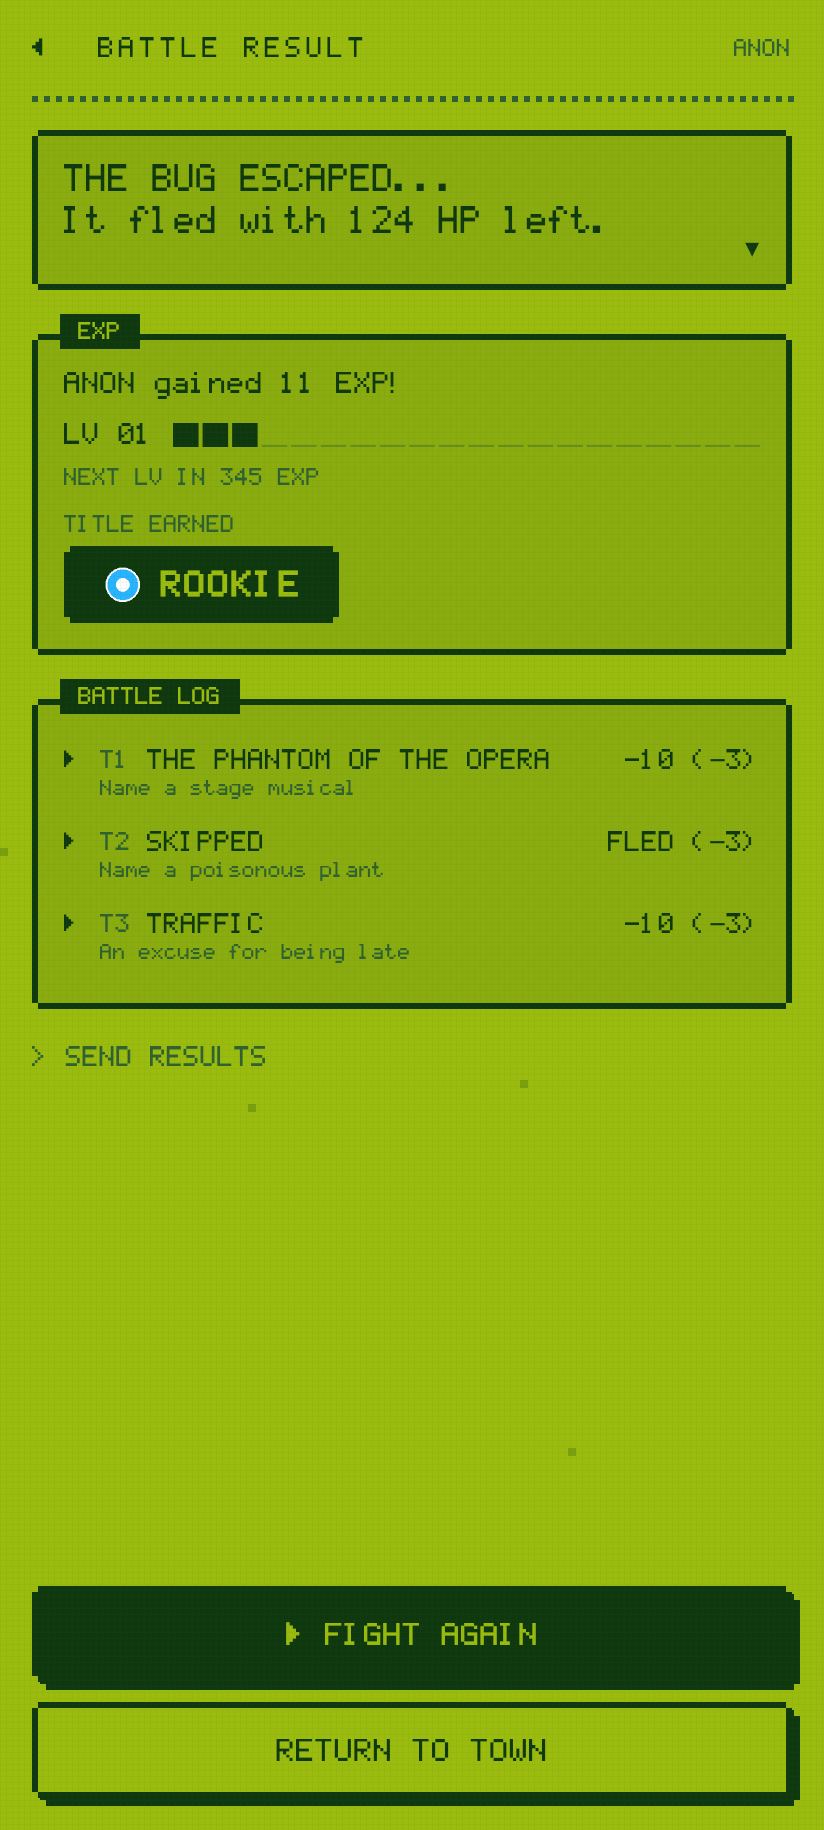 BATTLE RESULT
ANON
THE BUG ESCAPED...
It fled with 124 HP left.
EXP
ANON gained 11 EXP!
LV 01
NEXT LV IN 345 EXP
TITLE EARNED
ROOKIE
BATTLE LOG
T1 THE PHANTOM OF THE OPERA -10 (-3)
Name a stage musical
T2 SKIPPED FLED (-3)
Name a poisonous plant
T3 TRAFFIC -10 (-3)
An excuse for being late
> SEND RESULTS
FIGHT AGAIN
RETURN TO TOWN